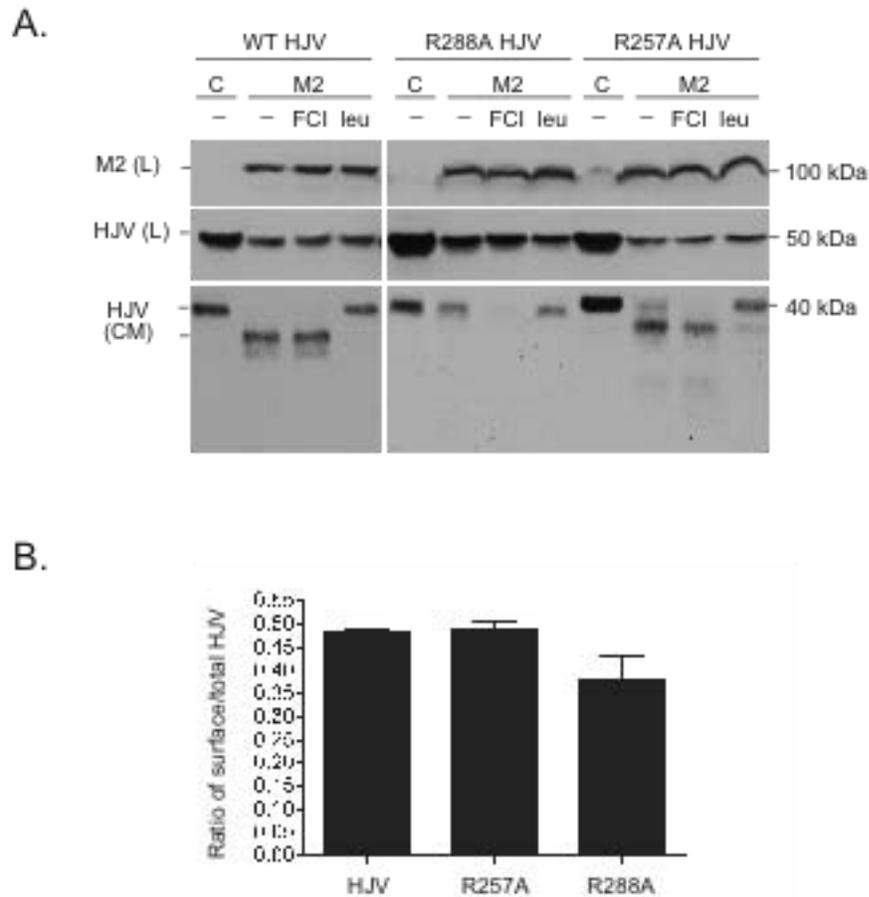 A.
WT HJV R288A HJV R257A HJV
C M2 C M2 C M2
– – FCI leu – – FCI leu – – FCI leu
M2 (L) 100 kDa
HJV (L) 50 kDa
HJV (CM) 40 kDa
B.
Ratio of surface/total HJV
0.55
0.50
0.45
0.40
0.35
0.30
0.25
0.20
0.15
0.10
0.05
0.00
HJV R257A R288A